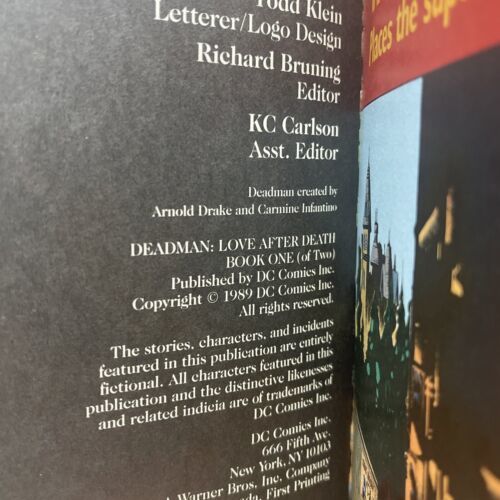 Todd Klein
Letterer/Logo Design
Richard Bruning
Editor
KC Carlson
Asst. Editor
Deadman created by
Arnold Drake and Carmine Infantino
DEADMAN: LOVE AFTER DEATH
BOOK ONE (of Two)
Published by DC Comics Inc.
Copyright © 1989 DC Comics Inc.
All rights reserved.
The stories, characters, and incidents
featured in this publication are entirely
fictional. All characters featured in this
publication and the distinctive likenesses
and related indicia are of trademarks of
DC Comics Inc.
DC Comics Inc.
666 Fifth Ave.
New York, NY 10103
A Warner Bros. Inc. Company
First Printing
Places the